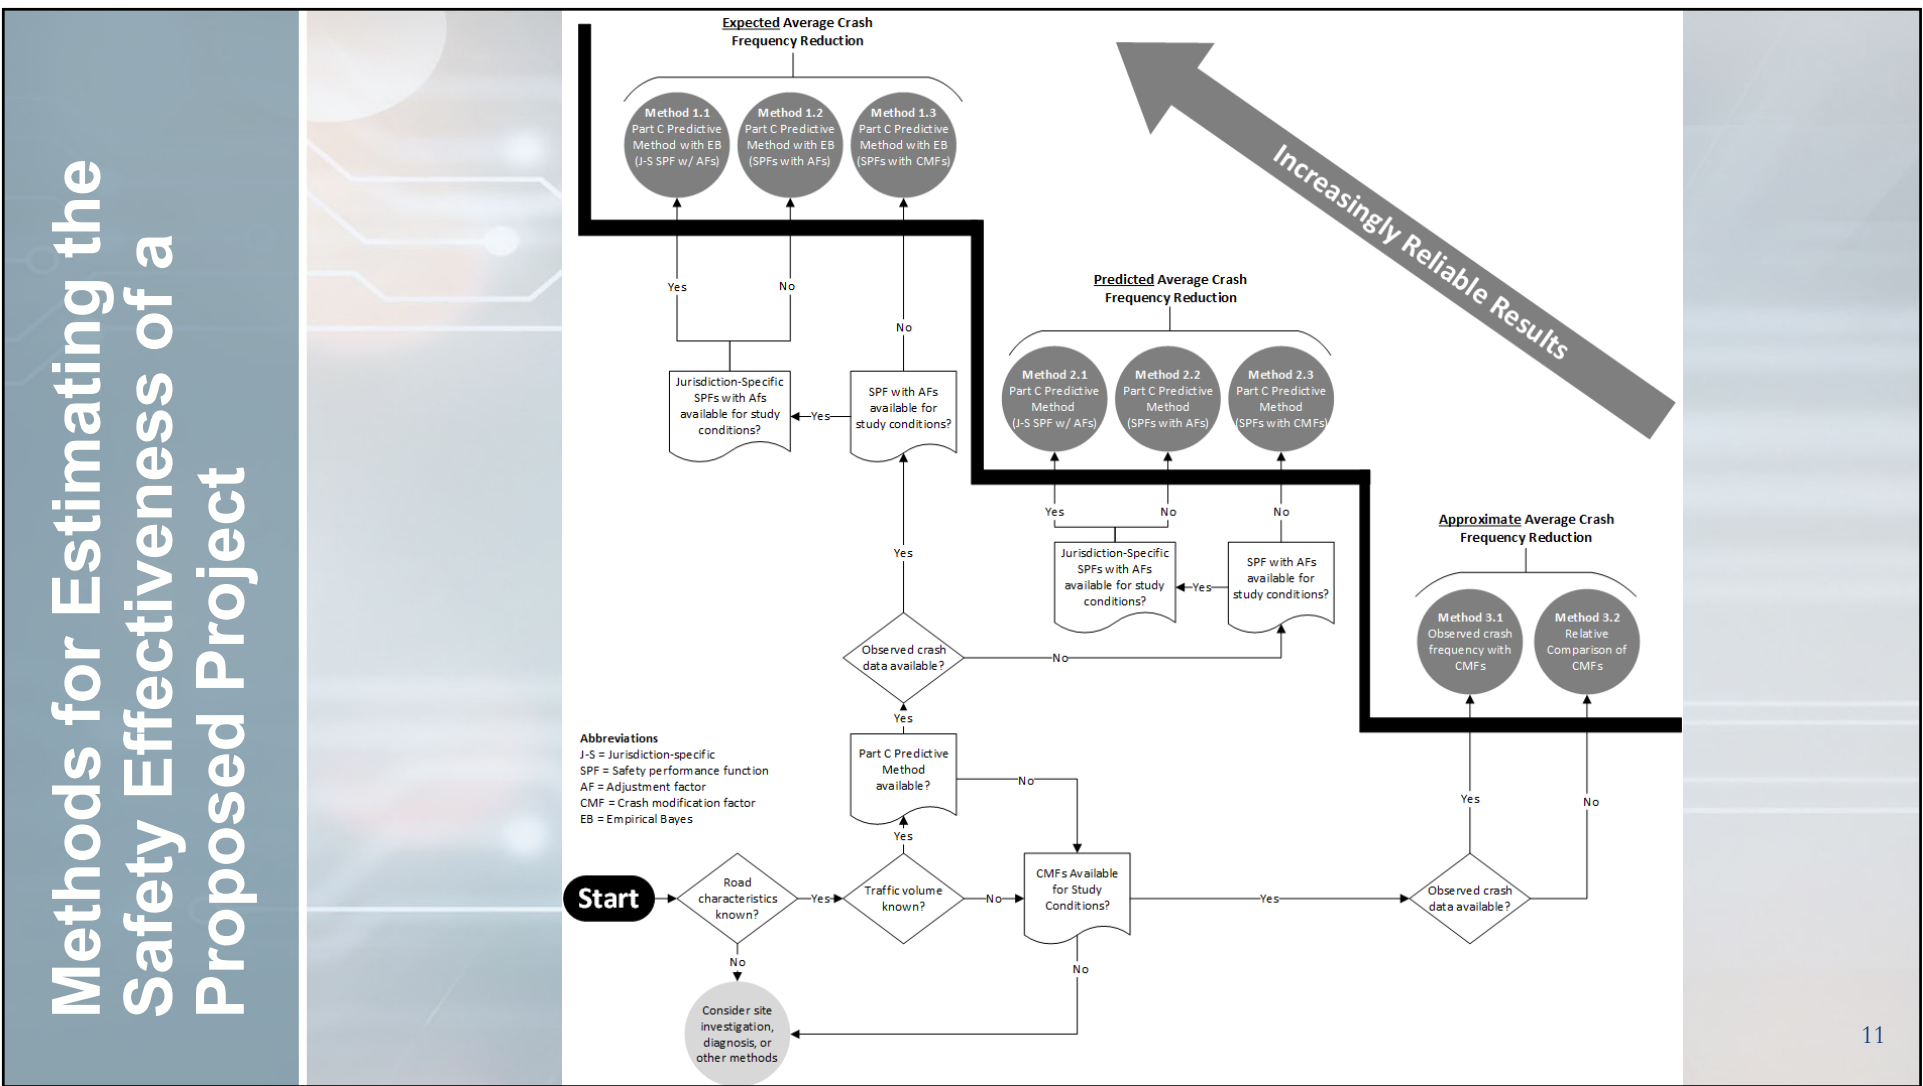 Methods for Estimating the
Safety Effectiveness of a
Proposed Project
Expected Average Crash
Frequency Reduction
Method 1.1
Part C Predictive
Method with EB
(J-S SPF w/ AFs)
Method 1.2
Part C Predictive
Method with EB
(SPFs with AFs)
Method 1.3
Part C Predictive
Method with EB
(SPFs with CMFs)
Increasingly Reliable Results
Yes
No
No
Jurisdiction-Specific
SPFs with Afs
available for study
conditions?
Yes
SPF with AFs
available for
study conditions?
Predicted Average Crash
Frequency Reduction
Method 2.1
Part C Predictive
Method
(J-S SPF w/ AFs)
Method 2.2
Part C Predictive
Method
(SPFs with AFs)
Method 2.3
Part C Predictive
Method
(SPFs with CMFs)
Yes
No
No
Jurisdiction-Specific
SPFs with AFs
available for study
conditions?
Yes
SPF with AFs
available for
study conditions?
Approximate Average Crash
Frequency Reduction
Method 3.1
Observed crash
frequency with
CMFs
Method 3.2
Relative
Comparison of
CMFs
Yes
Observed crash
data available?
No
Yes
Abbreviations
J-S = Jurisdiction-specific
SPF = Safety performance function
AF = Adjustment factor
CMF = Crash modification factor
EB = Empirical Bayes
Part C Predictive
Method
available?
No
Yes
Yes
No
Start
Road
characteristics
known?
Yes
Traffic volume
known?
No
CMFs Available
for Study
Conditions?
Yes
Observed crash
data available?
No
No
Consider site
investigation,
diagnosis, or
other methods
11